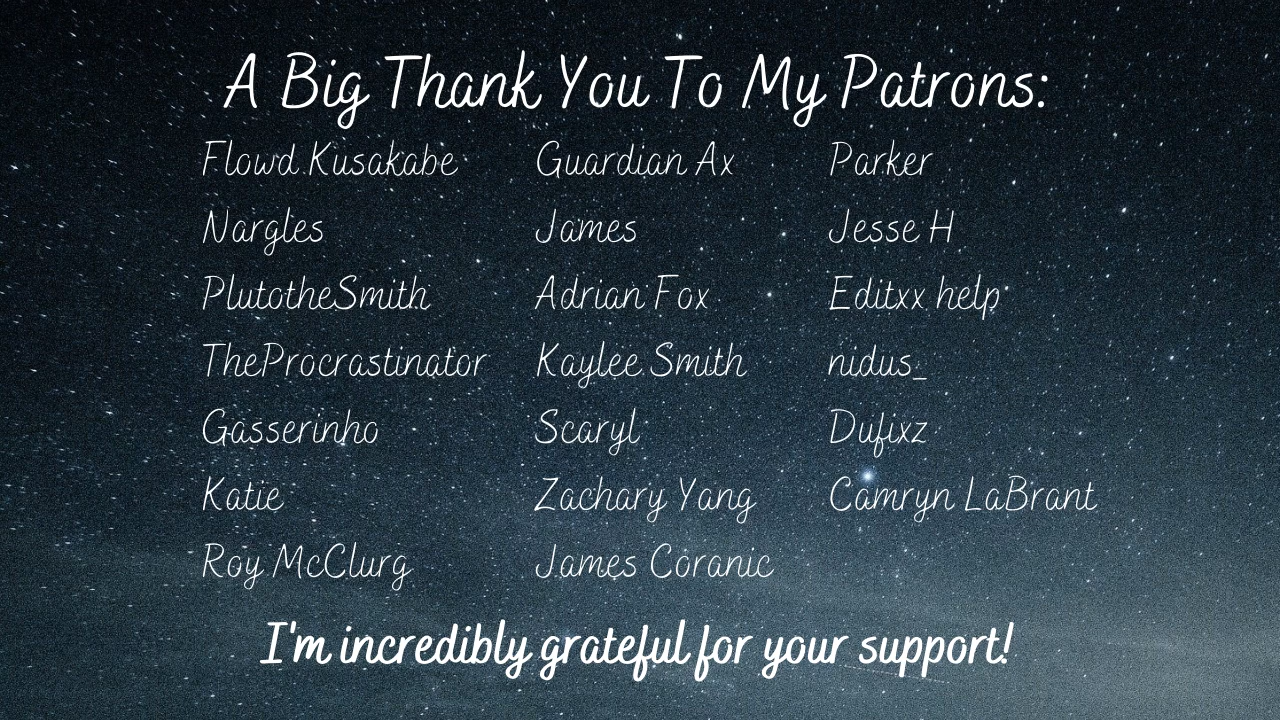 A Big Thank You To My Patrons:
Flowd Kusakabe
Nargles
PlutotheSmith
TheProcrastinator
Gasserinho
Katie
Roy McClurg
Guardian Ax
James
Adrian Fox
Kaylee Smith
Scaryl
Zachary Yang
James Coranic
Parker
Jesse H
Editxx help
nidus_
Dufixz
Camryn LaBrant
I'm incredibly grateful for your support!